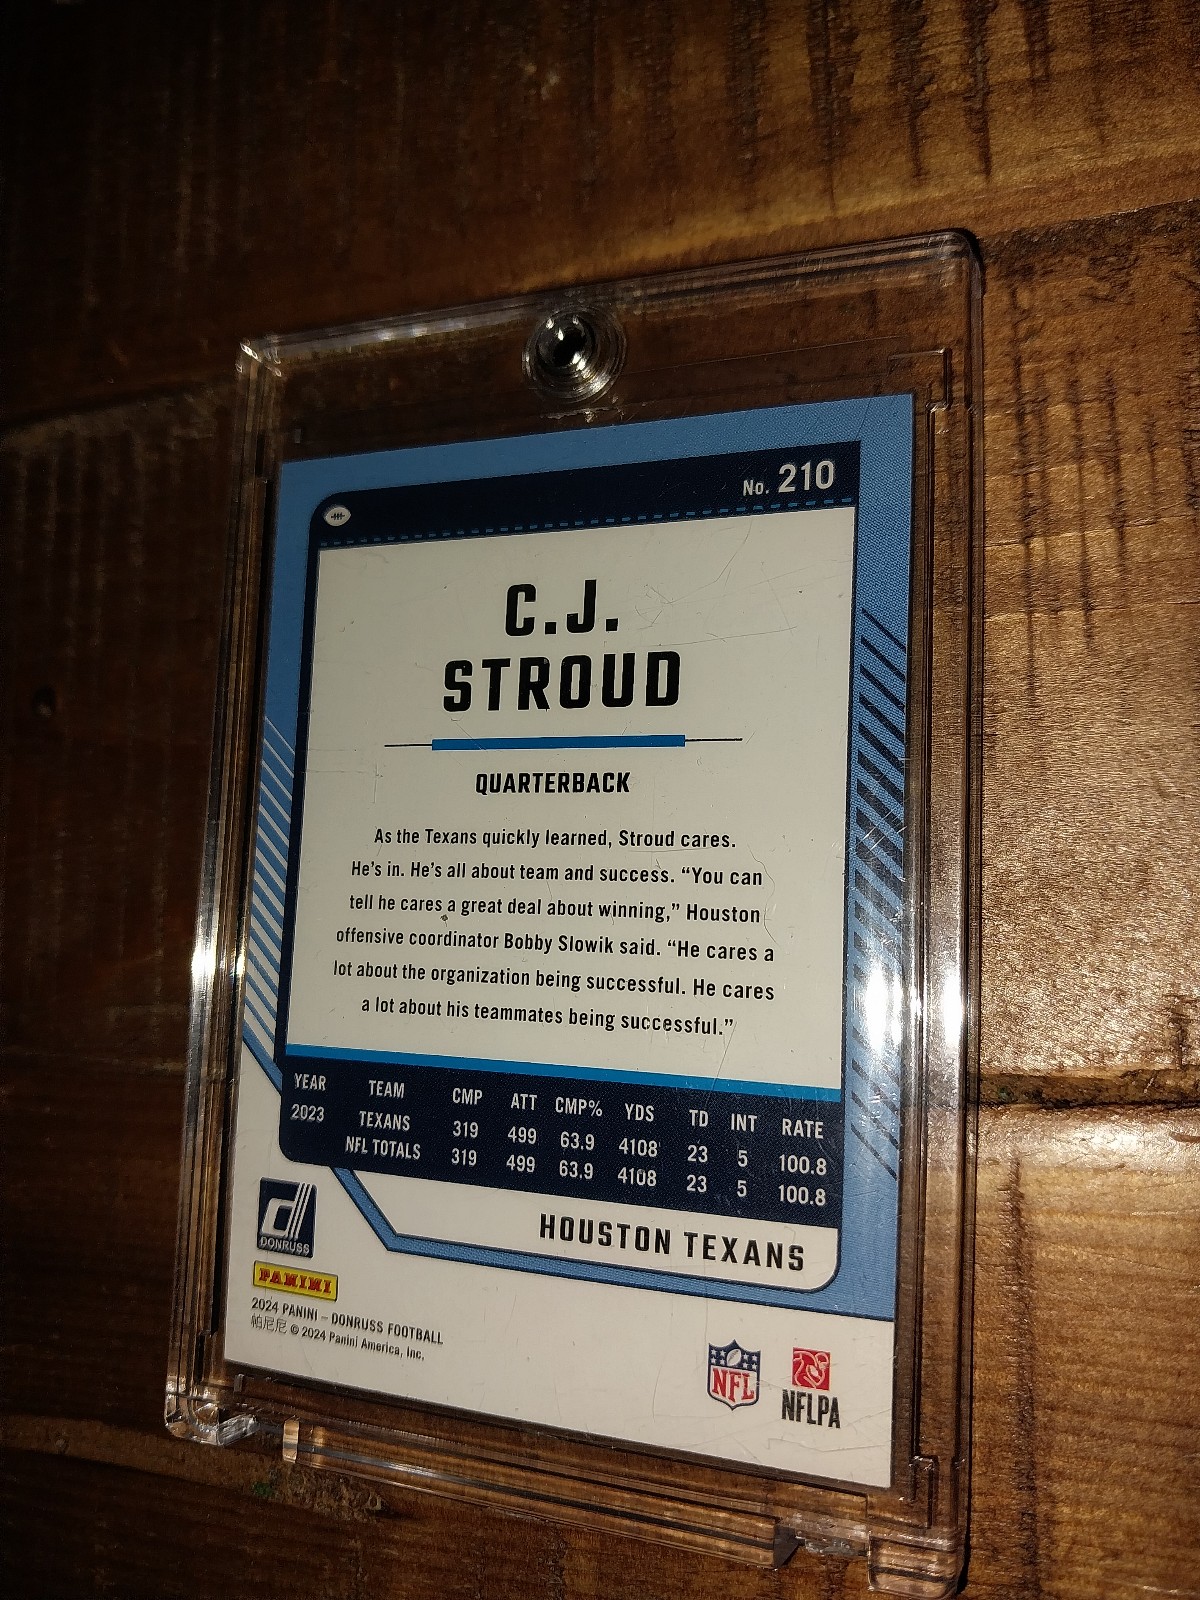 No. 210
C.J.
STROUD
QUARTERBACK
As the Texans quickly learned, Stroud cares.
He's in. He's all about team and success. “You can
tell he cares a great deal about winning,” Houston
offensive coordinator Bobby Slowik said. “He cares a
lot about the organization being successful. He cares
a lot about his teammates being successful.”
YEAR TEAM CMP ATT CMP% YDS TD INT RATE
2023 TEXANS 319 499 63.9 4108 23 5 100.8
NFL TOTALS 319 499 63.9 4108 23 5 100.8
HOUSTON TEXANS
d
DONRUSS
PANINI
2024 PANINI – DONRUSS FOOTBALL
帕尼尼 © 2024 Panini America, Inc.
NFL
NFLPA